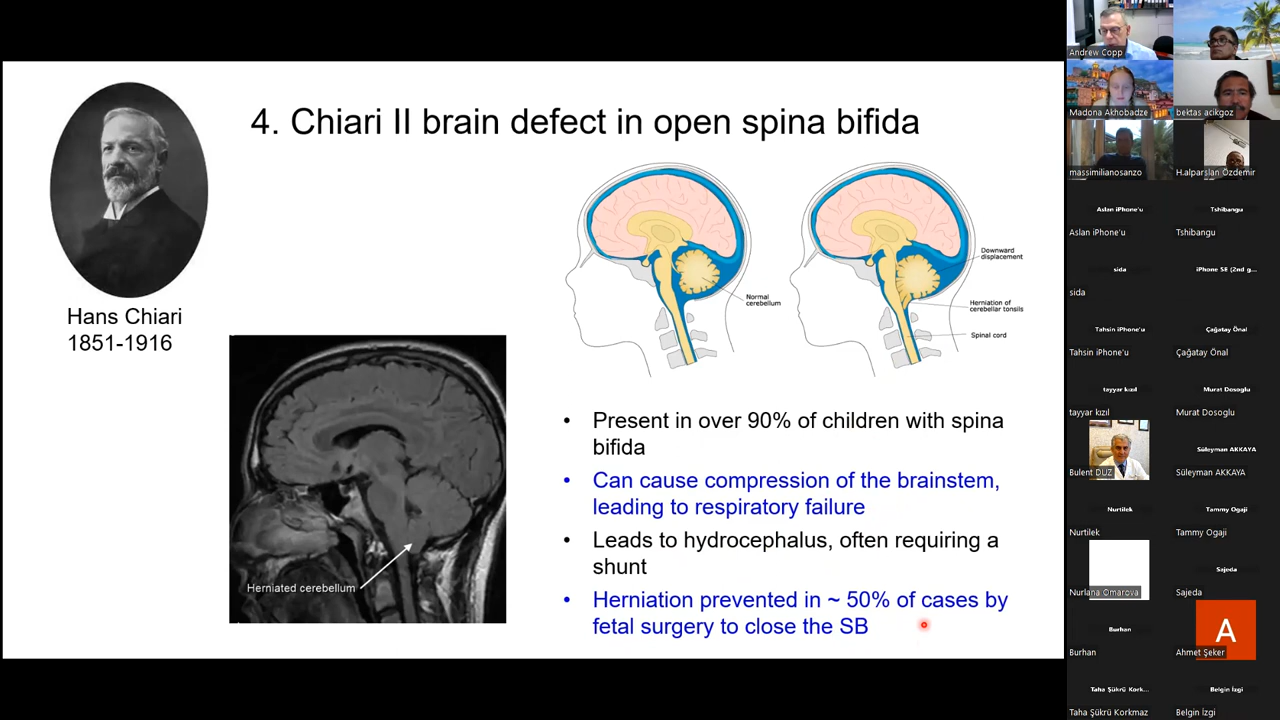 4. Chiari II brain defect in open spina bifida
Hans Chiari
1851-1916
Normal
cerebellum
Downward
displacement
Herniation of
cerebellar tonsils
Spinal cord
Herniated cerebellum
• Present in over 90% of children with spina
bifida
• Can cause compression of the brainstem,
leading to respiratory failure
• Leads to hydrocephalus, often requiring a
shunt
• Herniation prevented in ~ 50% of cases by
fetal surgery to close the SB
Andrew Copp
Madona Akhobadze
bektas acikgoz
massimilianosanzo
H.alparslan Özdemir
Aslan iPhone'u
Tshibangu
Aslan iPhone'u
Tshibangu
sida
iPhone SE (2nd g...
sida
Tahsin iPhone'u
Çağatay Önal
Tahsin iPhone'u
Çağatay Önal
tayyar kızıl
Murat Dosoglu
tayyar kızıl
Murat Dosoglu
Süleyman AKKAYA
Bulent DUZ
Süleyman AKKAYA
Nurtilek
Tammy Ogaji
Nurtilek
Tammy Ogaji
Sajeda
Nurlana Omarova
Sajeda
Burhan
A
Burhan
Ahmet Şeker
Taha Şükrü Kork...
Belgin İzgi
Taha Şükrü Korkmaz
Belgin İzgi